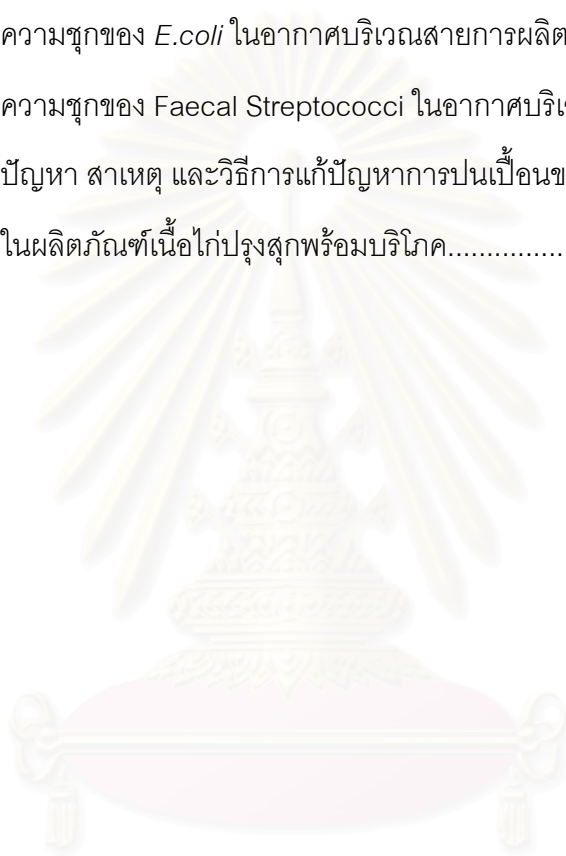 ความชุกของ E.coli ในอากาศบริเวณสายการผลิต
ความชุกของ Faecal Streptococci ในอากาศบริเ
ปัญหา สาเหตุ และวิธีการแก้ปัญหาการปนเปื้อนข
ในผลิตภัณฑ์เนื้อไก่ปรุงสุกพร้อมบริโภค...............